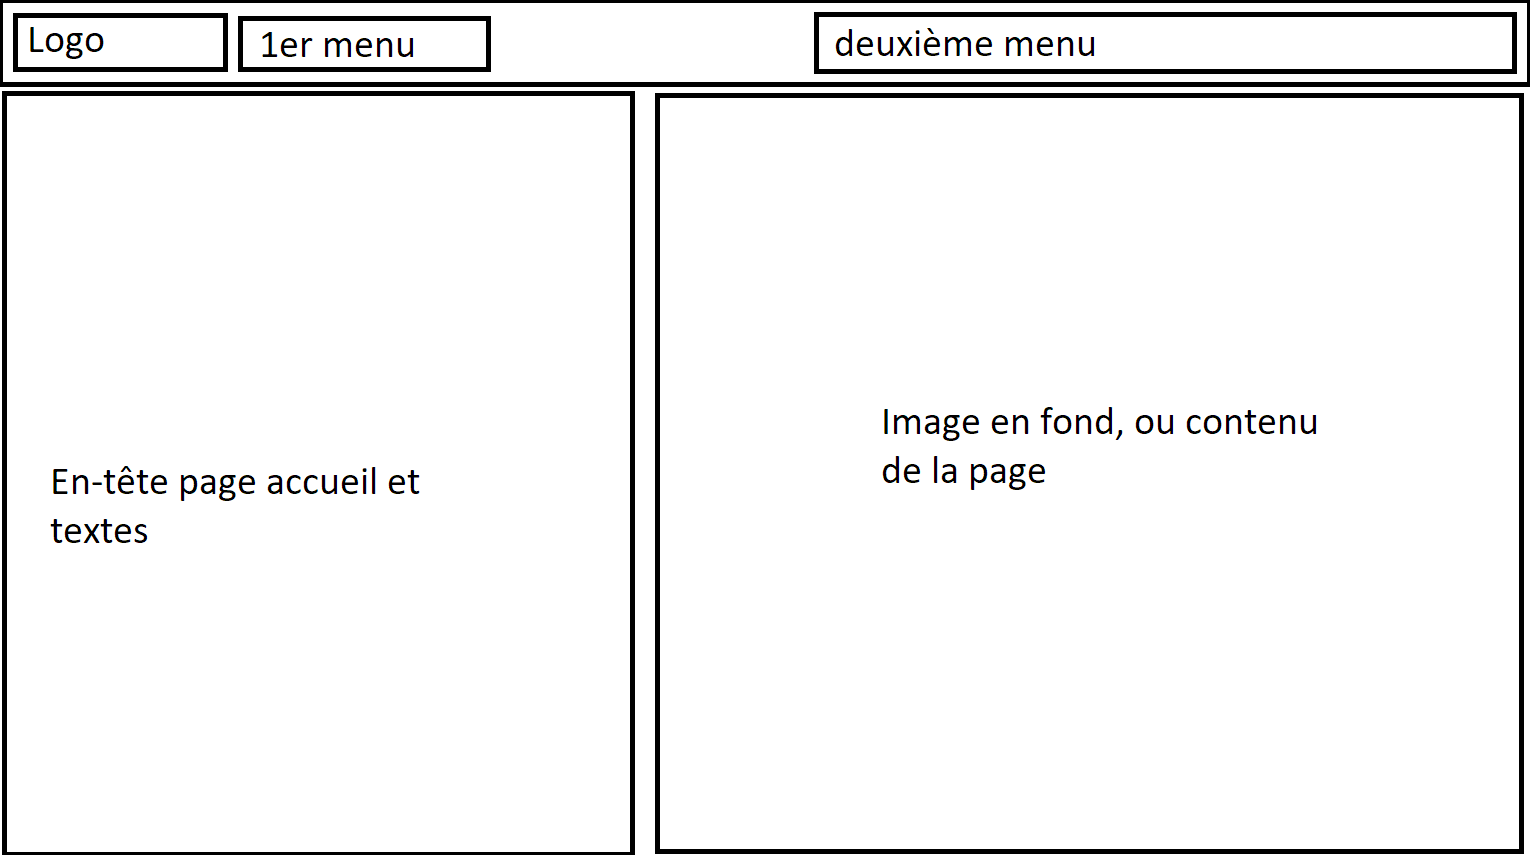 Logo
1er menu
deuxième menu
En-tête page accueil et
textes
Image en fond, ou contenu
de la page